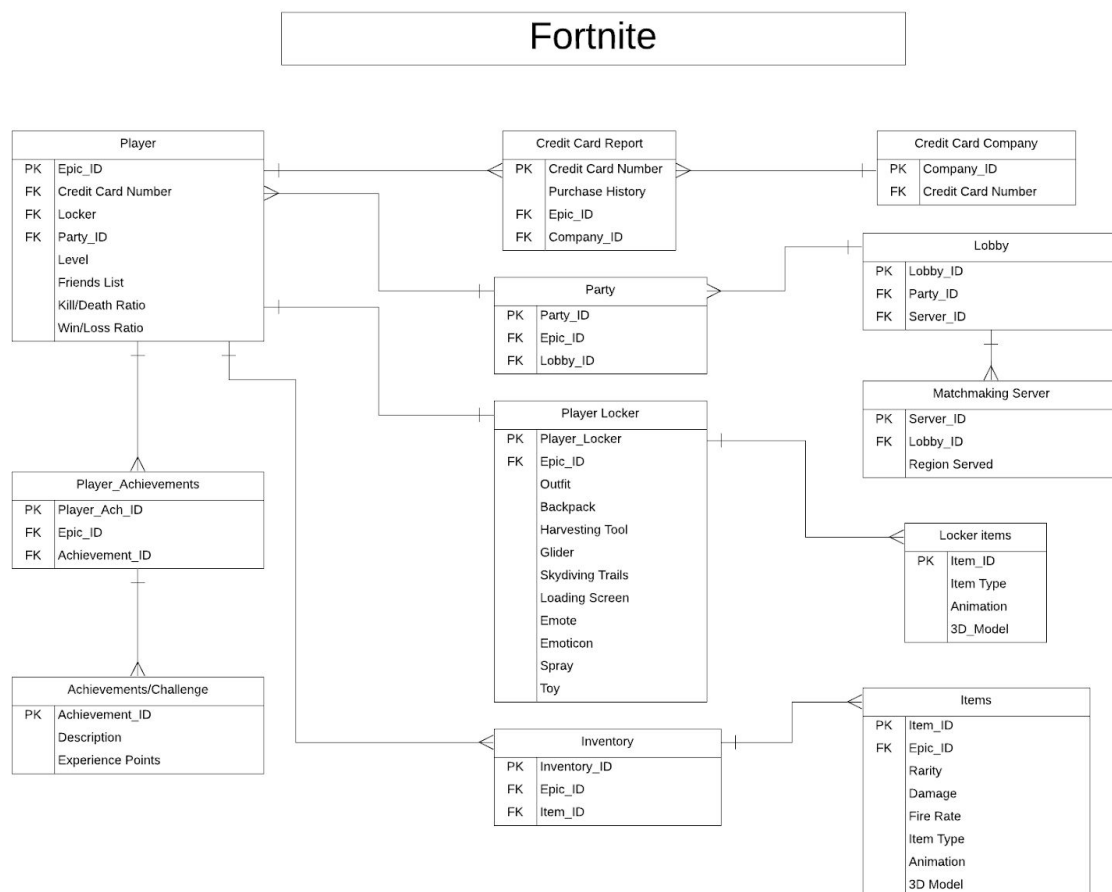 Fortnite
Player
PK Epic_ID
FK Credit Card Number
FK Locker
FK Party_ID
Level
Friends List
Kill/Death Ratio
Win/Loss Ratio
Credit Card Report
PK Credit Card Number
Purchase History
FK Epic_ID
FK Company_ID
Credit Card Company
PK Company_ID
FK Credit Card Number
Party
PK Party_ID
FK Epic_ID
FK Lobby_ID
Lobby
PK Lobby_ID
FK Party_ID
FK Server_ID
Matchmaking Server
PK Server_ID
FK Lobby_ID
Region Served
Player Locker
PK Player_Locker
FK Epic_ID
Outfit
Backpack
Harvesting Tool
Glider
Skydiving Trails
Loading Screen
Emote
Emoticon
Spray
Toy
Player_Achievements
PK Player_Ach_ID
FK Epic_ID
FK Achievement_ID
Locker items
PK Item_ID
Item Type
Animation
3D_Model
Achievements/Challenge
PK Achievement_ID
Description
Experience Points
Inventory
PK Inventory_ID
FK Epic_ID
FK Item_ID
Items
PK Item_ID
FK Epic_ID
Rarity
Damage
Fire Rate
Item Type
Animation
3D Model